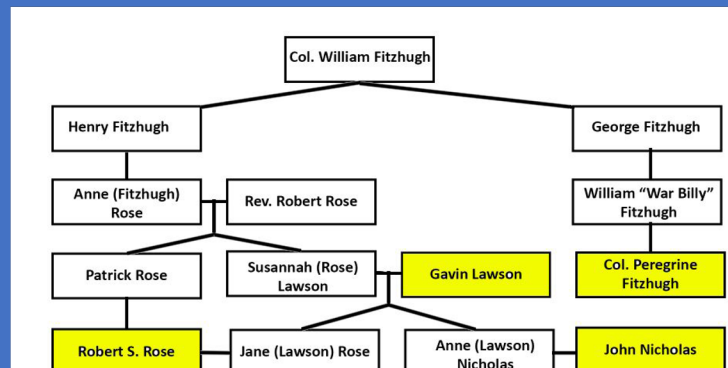 Col. William Fitzhugh
Henry Fitzhugh
George Fitzhugh
Anne (Fitzhugh)
Rose
Rev. Robert Rose
William “War Billy”
Fitzhugh
Patrick Rose
Susannah (Rose)
Lawson
Gavin Lawson
Col. Peregrine
Fitzhugh
Robert S. Rose
Jane (Lawson) Rose
Anne (Lawson)
Nicholas
John Nicholas